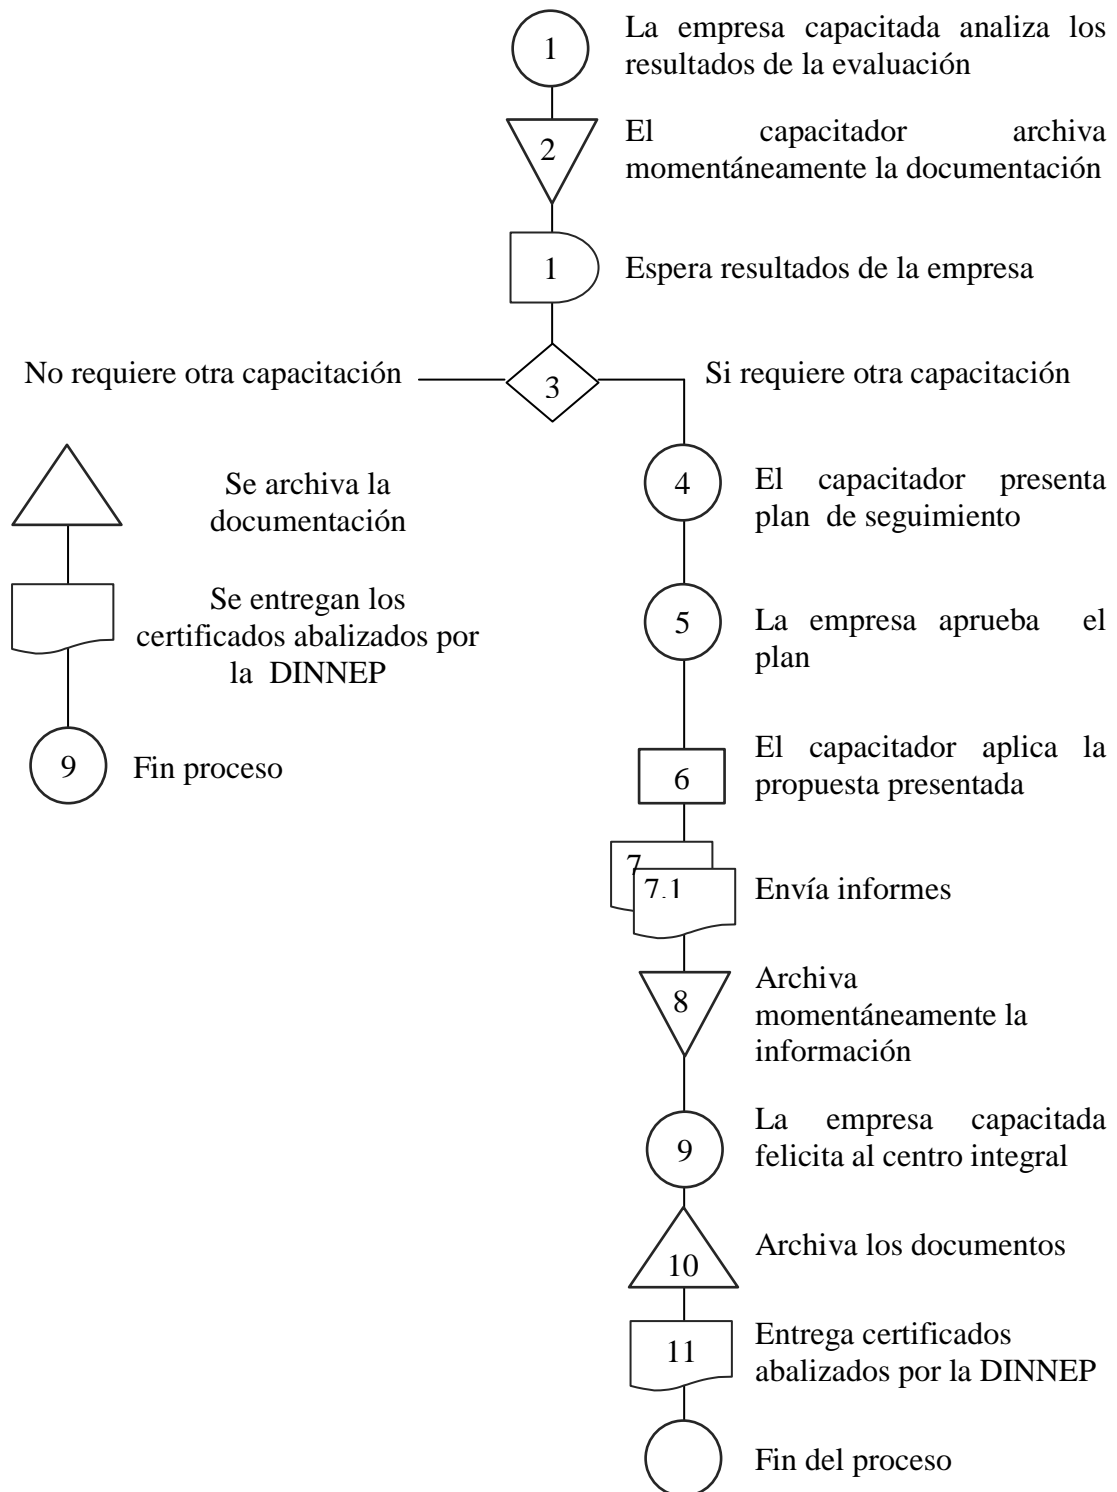 1
La empresa capacitada analiza los
resultados de la evaluación
2
El capacitador archiva
momentáneamente la documentación
1
Espera resultados de la empresa
No requiere otra capacitación
3
Si requiere otra capacitación
Se archiva la
documentación
Se entregan los
certificados abalizados por
la DINNEP
9
Fin proceso
4
El capacitador presenta
plan de seguimiento
5
La empresa aprueba el
plan
6
El capacitador aplica la
propuesta presentada
7
7.1
Envía informes
8
Archiva
momentáneamente la
información
9
La empresa capacitada
felicita al centro integral
10
Archiva los documentos
11
Entrega certificados
abalizados por la DINNEP
Fin del proceso